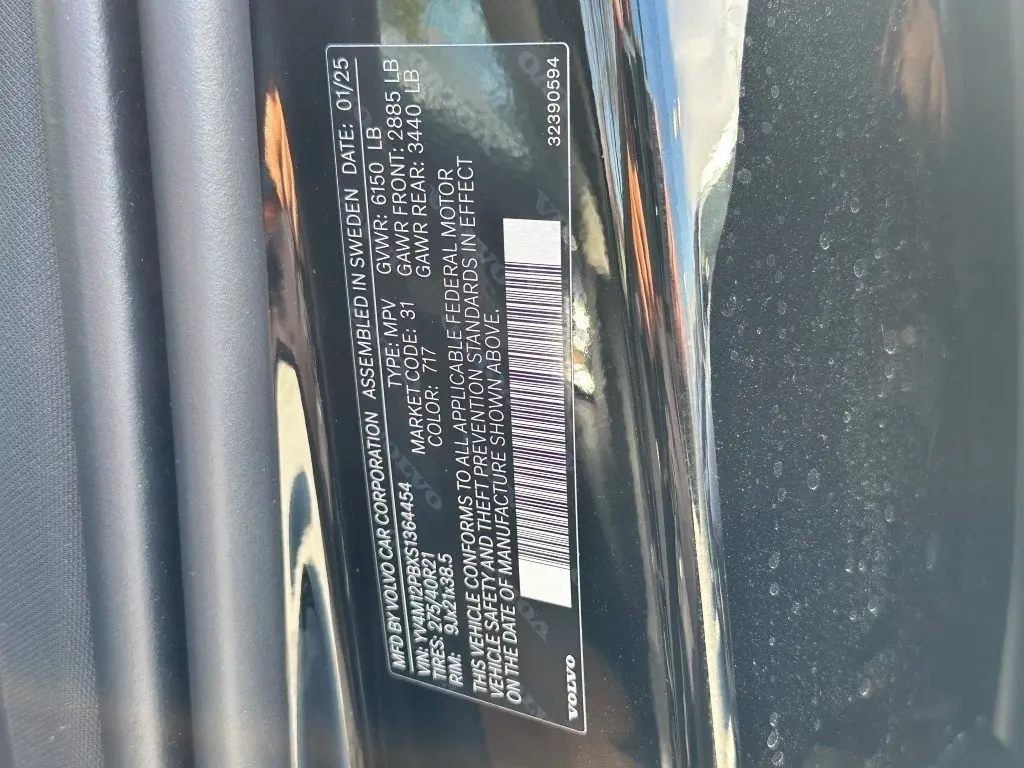 MFD BY VOLVO CAR CORPORATION ASSEMBLED IN SWEDEN DATE: 01/25
VIN: YV4M12PBXS1364454 TYPE: MPV GVWR: 6150 LB
TIRES: 275/40R21 MARKET CODE: 31 GAWR FRONT: 2885 LB
RIM: 9Jx21x38.5 COLOR: 717 GAWR REAR: 3440 LB
THIS VEHICLE CONFORMS TO ALL APPLICABLE FEDERAL MOTOR
VEHICLE SAFETY AND THEFT PREVENTION STANDARDS IN EFFECT
ON THE DATE OF MANUFACTURE SHOWN ABOVE.
VOLVO 32390594